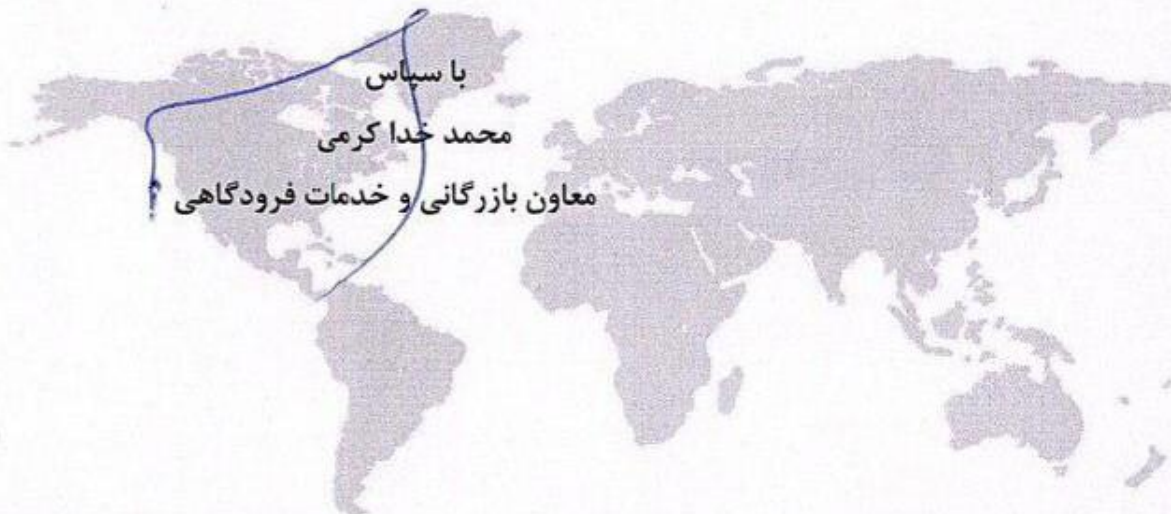 با سپاس
محمد خدا کرمی
معاون بازرگانی و خدمات فرودگاهی